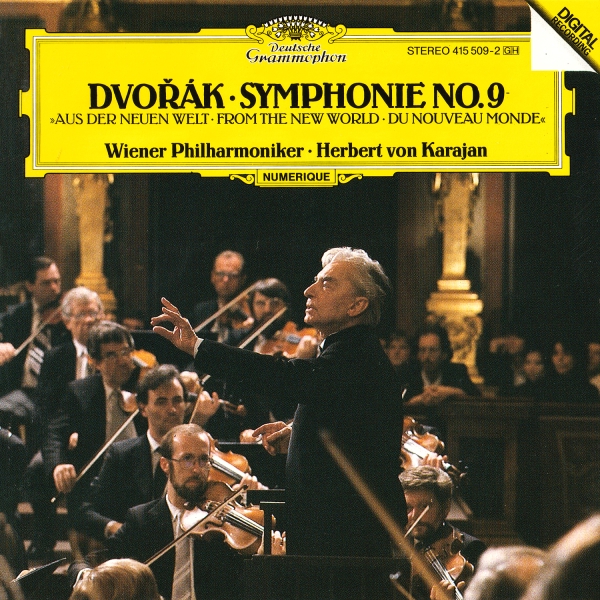 DIGITAL
RECORDING
Deutsche
Grammophon
STEREO 415 509-2 GH
DVOŘÁK · SYMPHONIE NO.9
»AUS DER NEUEN WELT · FROM THE NEW WORLD · DU NOUVEAU MONDE«
Wiener Philharmoniker · Herbert von Karajan
NUMERIQUE